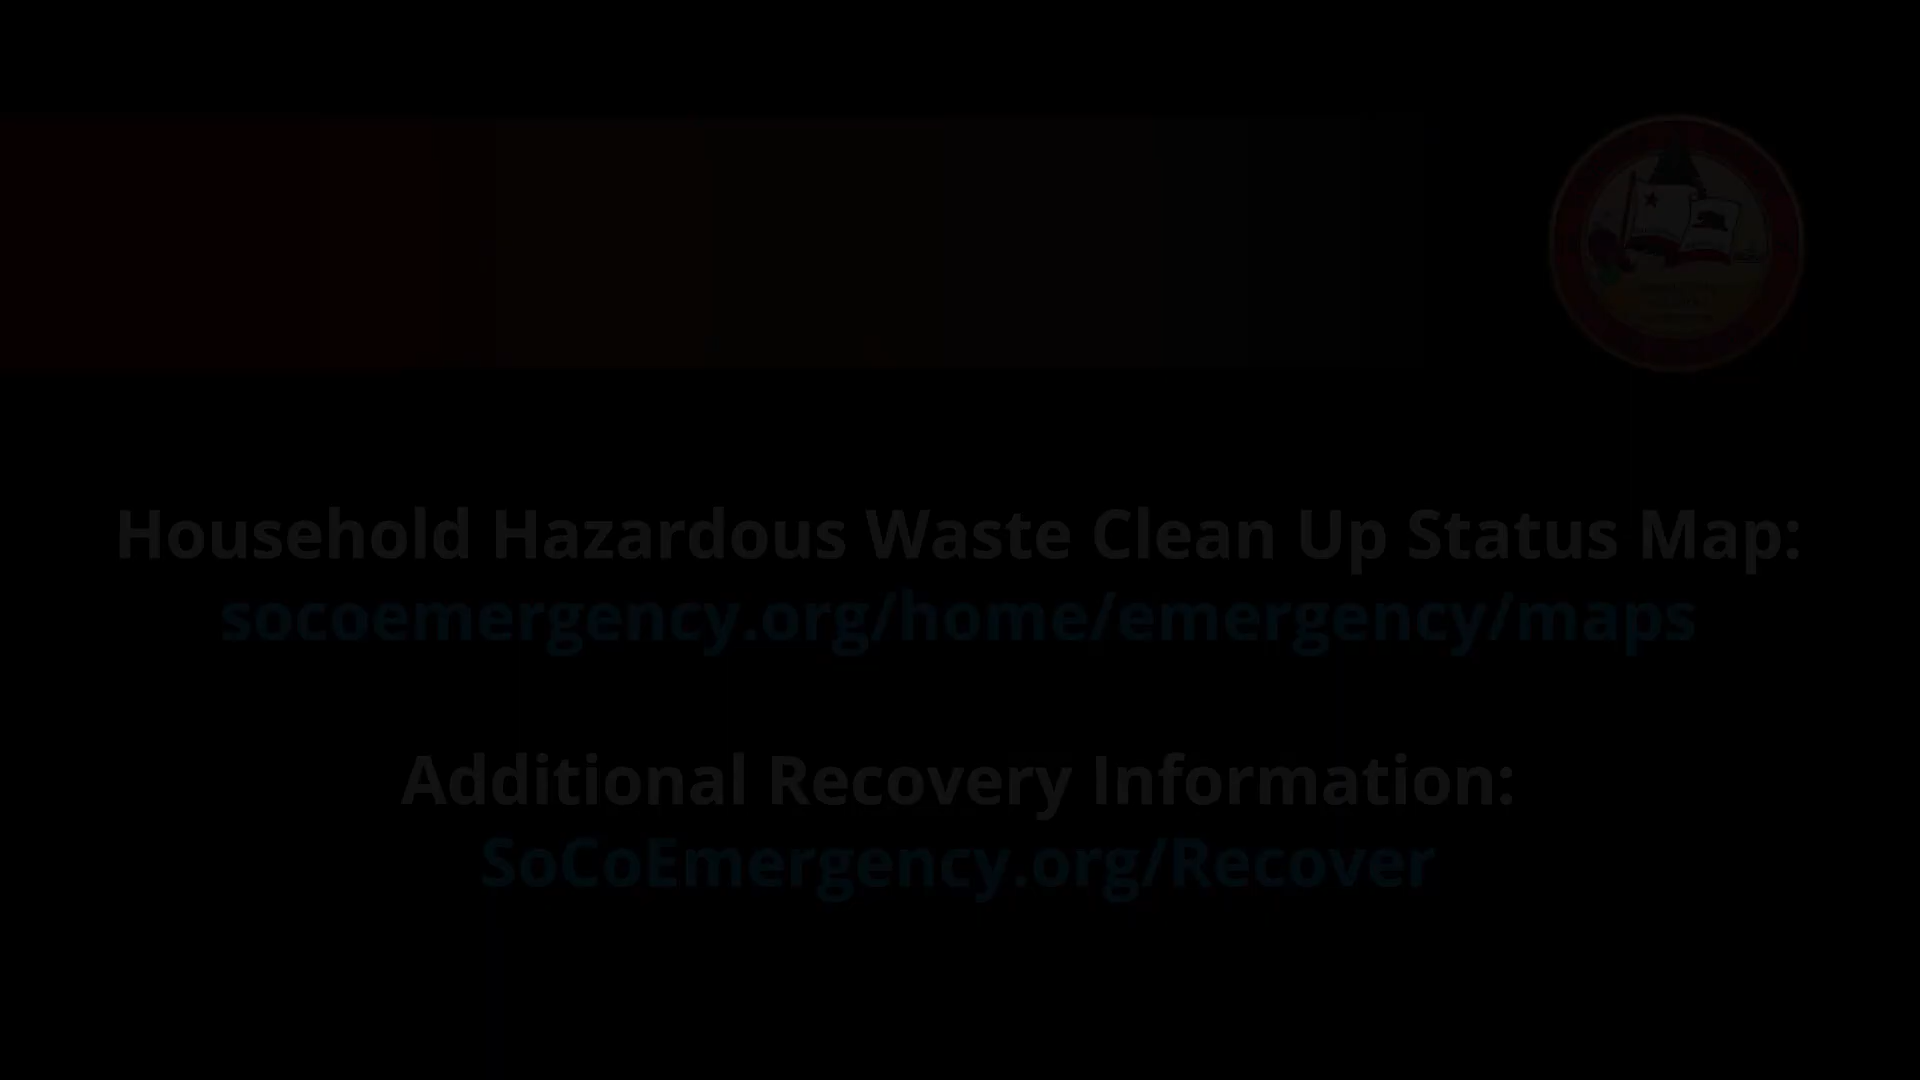 Household Hazardous Waste Clean Up Status Map:
socoemergency.org/home/emergency/maps
Additional Recovery Information:
SoCoEmergency.org/Recover